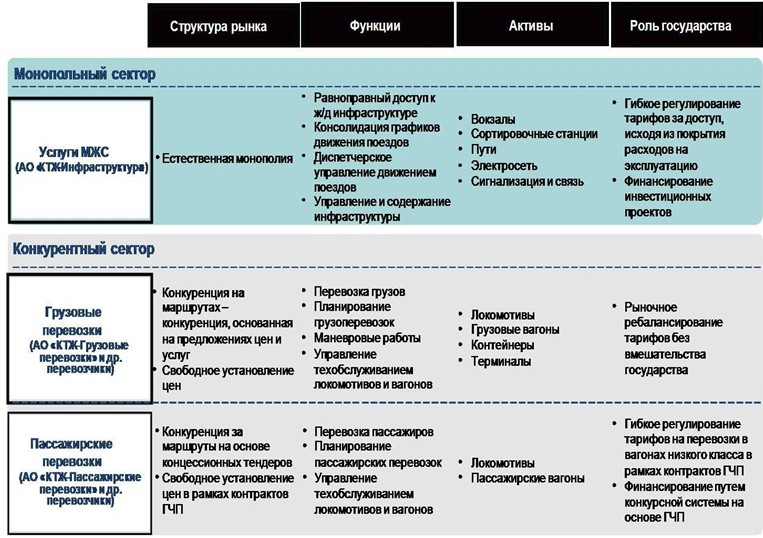 Структура рынка
Функции
Активы
Роль государства
Монопольный сектор
Услуги МЖС
(АО «КТЖ-Инфраструктура»)
• Естественная монополия
• Равноправный доступ к
ж/д инфраструктуре
• Консолидация графиков
движения поездов
• Диспетчерское
управление движением
поездов
• Управление и содержание
инфраструктуры
• Вокзалы
• Сортировочные станции
• Пути
• Электросеть
• Сигнализация и связь
• Гибкое регулирование
тарифов за доступ,
исходя из покрытия
расходов на
эксплуатацию
• Финансирование
инвестиционных
проектов
Конкурентный сектор
Грузовые
перевозки
(АО «КТЖ-Грузовые
перевозки» и др.
перевозчики)
• Конкуренция на
маршрутах –
конкуренция, основанная
на предложениях цен и
услуг
• Свободное установление
цен
• Перевозка грузов
• Планирование
грузоперевозок
• Маневровые работы
• Управление
техобслуживанием
локомотивов и вагонов
• Локомотивы
• Грузовые вагоны
• Контейнеры
• Терминалы
• Рыночное
ребалансирование
тарифов без
вмешательства
государства
Пассажирские
перевозки
(АО «КТЖ-Пассажирские
перевозки» и др.
перевозчики)
• Конкуренция за
маршруты на основе
концессионных тендеров
• Свободное установление
цен в рамках контрактов
ГЧП
• Перевозка пассажиров
• Планирование
пассажирских перевозок
• Управление
техобслуживанием
локомотивов и вагонов
• Локомотивы
• Пассажирские вагоны
• Гибкое регулирование
тарифов на перевозки в
вагонах низкого класса в
рамках контрактов ГЧП
• Финансирование путем
конкурсной системы на
основе ГЧП